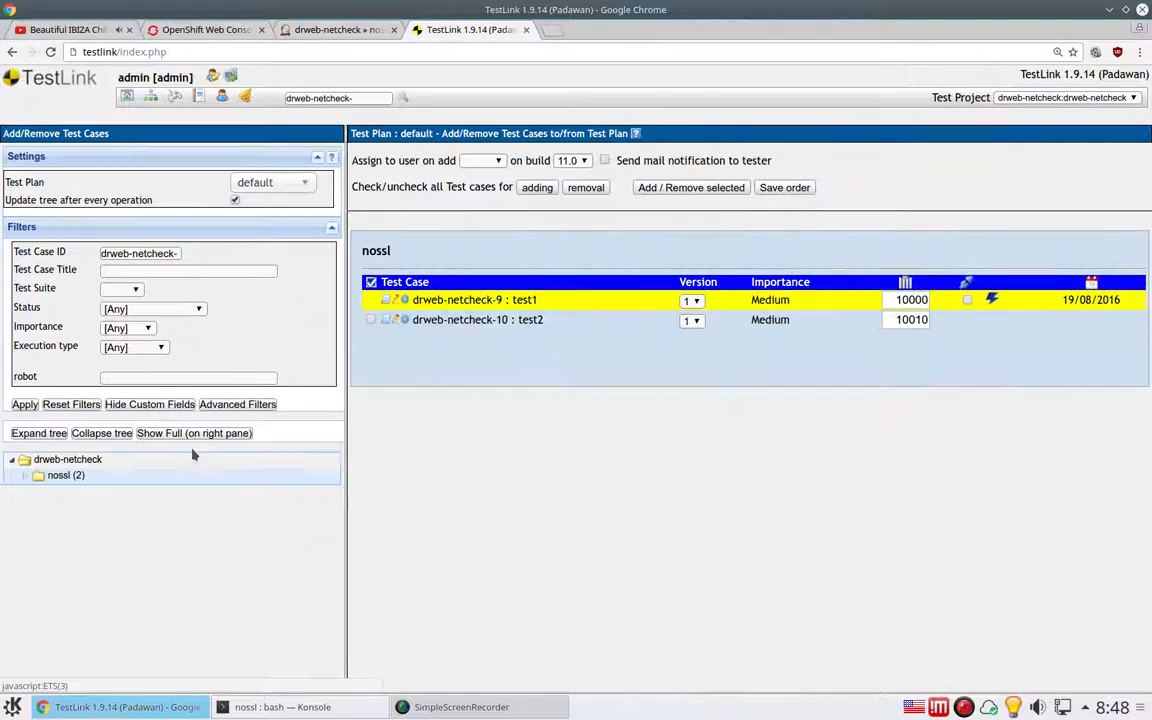 TestLink 1.9.14 (Padawan) - Google Chrome
Beautiful IBIZA Chi
OpenShift Web Conso
drweb-netcheck » nos
TestLink 1.9.14 (Padaw
testlink/index.php
TestLink
admin [admin]
TestLink 1.9.14 (Padawan)
drweb-netcheck-
Test Project
drweb-netcheck:drweb-netcheck
Add/Remove Test Cases
Test Plan : default - Add/Remove Test Cases to/from Test Plan ?
Settings
?
Assign to user on add
on build
11.0
Send mail notification to tester
Test Plan
default
Update tree after every operation
Check/uncheck all Test cases for
adding
removal
Add / Remove selected
Save order
Filters
Test Case ID
drweb-netcheck-
Test Case Title
Test Suite
Status
[Any]
Importance
[Any]
Execution type
[Any]
robot
Apply
Reset Filters
Hide Custom Fields
Advanced Filters
Expand tree
Collapse tree
Show Full (on right pane)
drweb-netcheck
nossl (2)
nossl
Test Case
Version
Importance
drweb-netcheck-9 : test1
1
Medium
10000
19/08/2016
drweb-netcheck-10 : test2
1
Medium
10010
javascript:ETS(3)
TestLink 1.9.14 (Padawan) - Google
nossl : bash — Konsole
SimpleScreenRecorder
8:48